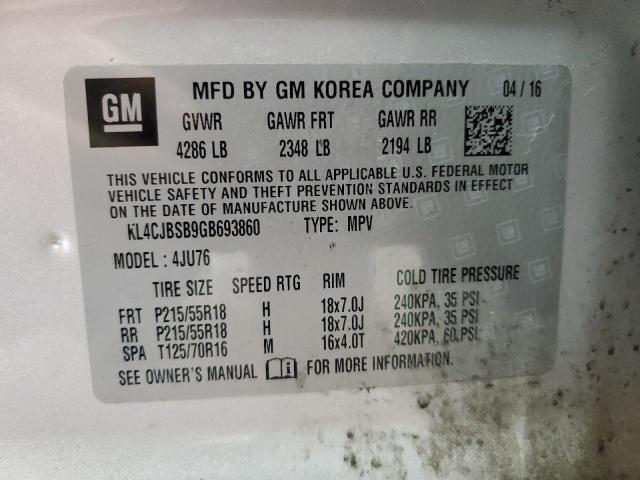 GM
MFD BY GM KOREA COMPANY 04 / 16
GVWR GAWR FRT GAWR RR
4286 LB 2348 LB 2194 LB
THIS VEHICLE CONFORMS TO ALL APPLICABLE U.S. FEDERAL MOTOR
VEHICLE SAFETY AND THEFT PREVENTION STANDARDS IN EFFECT
ON THE DATE OF MANUFACTURE SHOWN ABOVE.
KL4CJBSB9GB693860 TYPE: MPV
MODEL : 4JU76
TIRE SIZE SPEED RTG RIM COLD TIRE PRESSURE
FRT P215/55R18 H 18x7.0J 240KPA, 35 PSI
RR P215/55R18 H 18x7.0J 240KPA, 35 PSI
SPA T125/70R16 M 16x4.0T 420KPA, 60 PSI
SEE OWNER'S MANUAL FOR MORE INFORMATION.